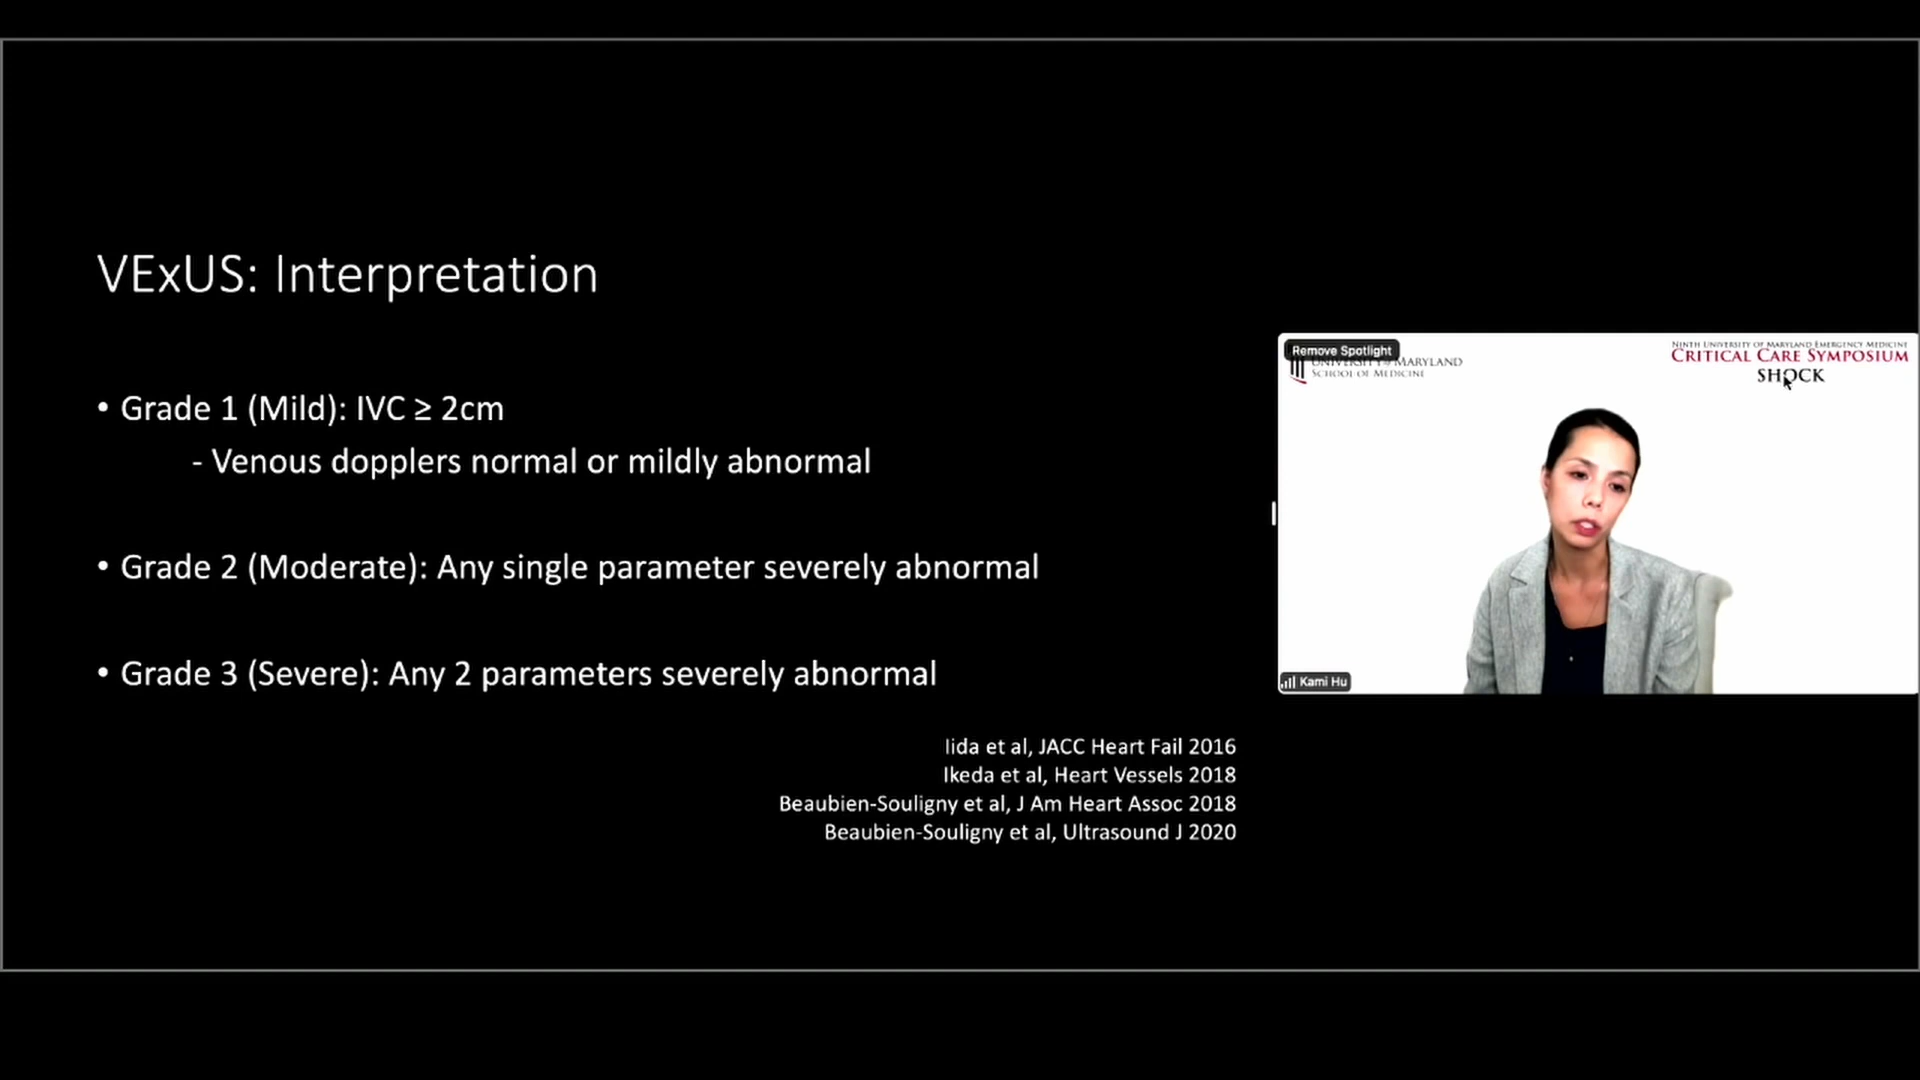 VExUS: Interpretation
• Grade 1 (Mild): IVC ≥ 2cm
- Venous dopplers normal or mildly abnormal
• Grade 2 (Moderate): Any single parameter severely abnormal
• Grade 3 (Severe): Any 2 parameters severely abnormal
Iida et al, JACC Heart Fail 2016
Ikeda et al, Heart Vessels 2018
Beaubien-Souligny et al, J Am Heart Assoc 2018
Beaubien-Souligny et al, Ultrasound J 2020
Remove Spotlight
University of Maryland
School of Medicine
Ninth University of Maryland Emergency Medicine
Critical Care Symposium
SHOCK
Kami Hu